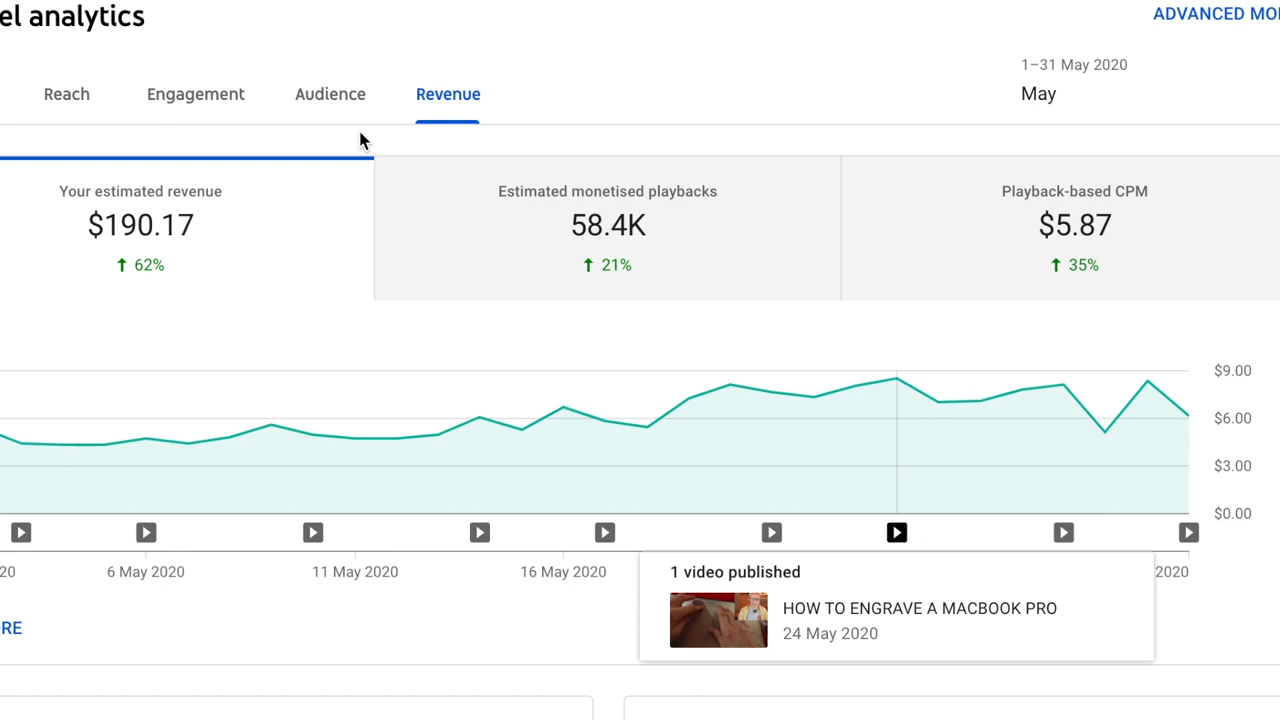 el analytics
ADVANCED MO
Reach Engagement Audience Revenue
1–31 May 2020
May
Your estimated revenue
$190.17
62%
Estimated monetised playbacks
58.4K
21%
Playback-based CPM
$5.87
35%
$9.00
$6.00
$3.00
$0.00
20 6 May 2020 11 May 2020 16 May 2020 2020
1 video published
HOW TO ENGRAVE A MACBOOK PRO
24 May 2020
RE